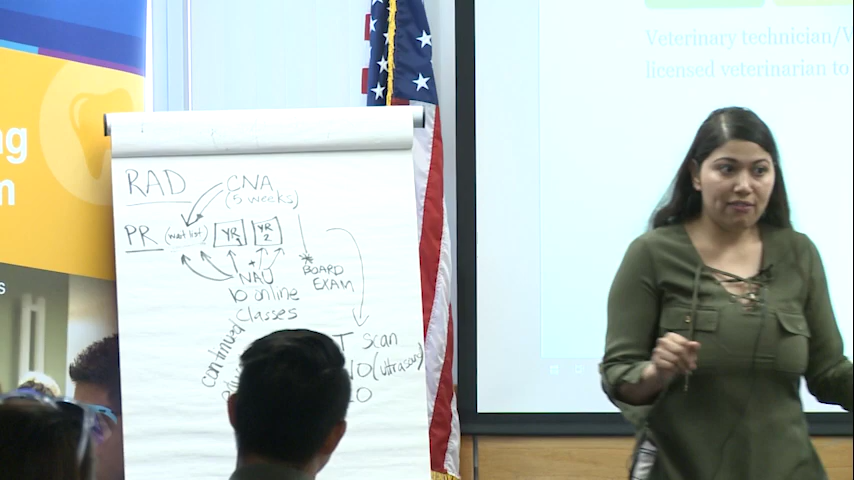 ng
m
s
Veterinary technician/V
licensed veterinarian to
RAD
CNA
(5 weeks)
PR (wait list) YR 1 YR 2
* BOARD EXAM
NAU
10 online
classes
continued
T scan
(ultrasound)